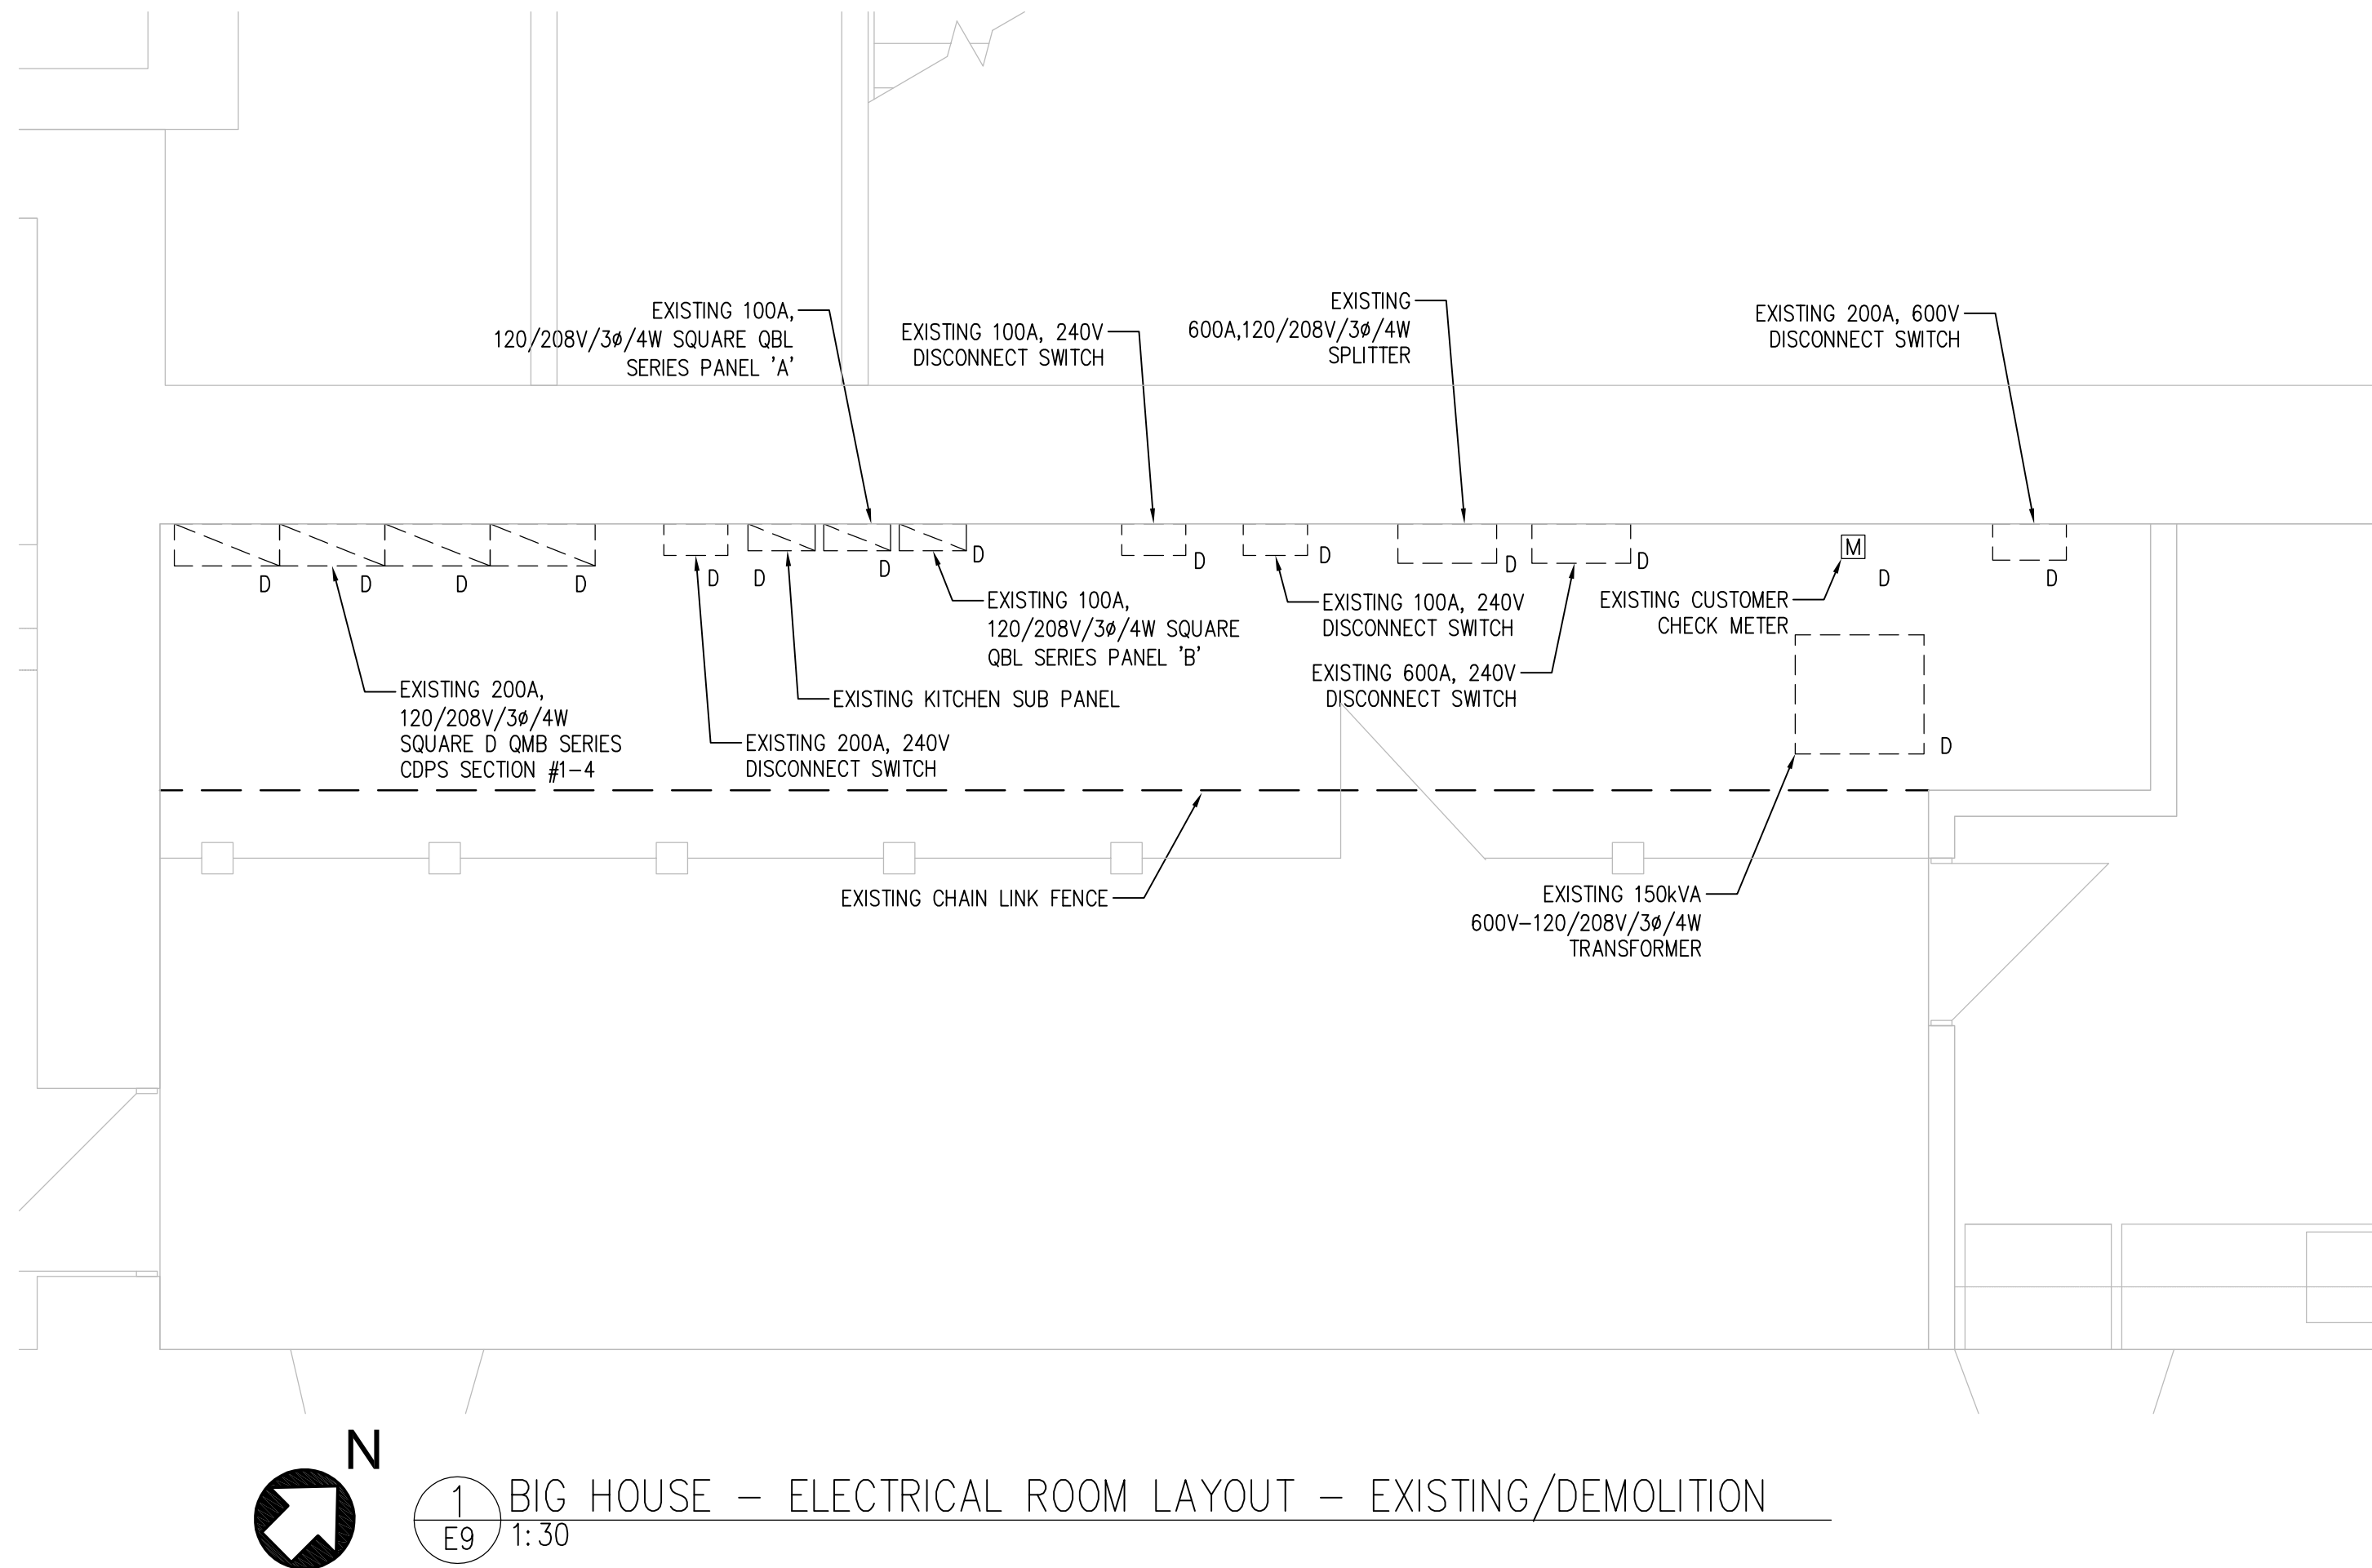 EXISTING 100A,
120/208V/3ø/4W SQUARE QBL
SERIES PANEL 'A'
EXISTING 100A, 240V
DISCONNECT SWITCH
EXISTING
600A,120/208V/3ø/4W
SPLITTER
EXISTING 200A, 600V
DISCONNECT SWITCH
D
D
D
D
D
D
D
D
D
D
D
D
M
D
D
EXISTING 100A,
120/208V/3ø/4W SQUARE
QBL SERIES PANEL 'B'
EXISTING 100A, 240V
DISCONNECT SWITCH
EXISTING CUSTOMER
CHECK METER
EXISTING 600A, 240V
DISCONNECT SWITCH
EXISTING 200A,
120/208V/3ø/4W
SQUARE D QMB SERIES
CDPS SECTION #1-4
EXISTING KITCHEN SUB PANEL
EXISTING 200A, 240V
DISCONNECT SWITCH
D
EXISTING CHAIN LINK FENCE
EXISTING 150kVA
600V-120/208V/3ø/4W
TRANSFORMER
N
1
E9
BIG HOUSE - ELECTRICAL ROOM LAYOUT - EXISTING/DEMOLITION
1:30